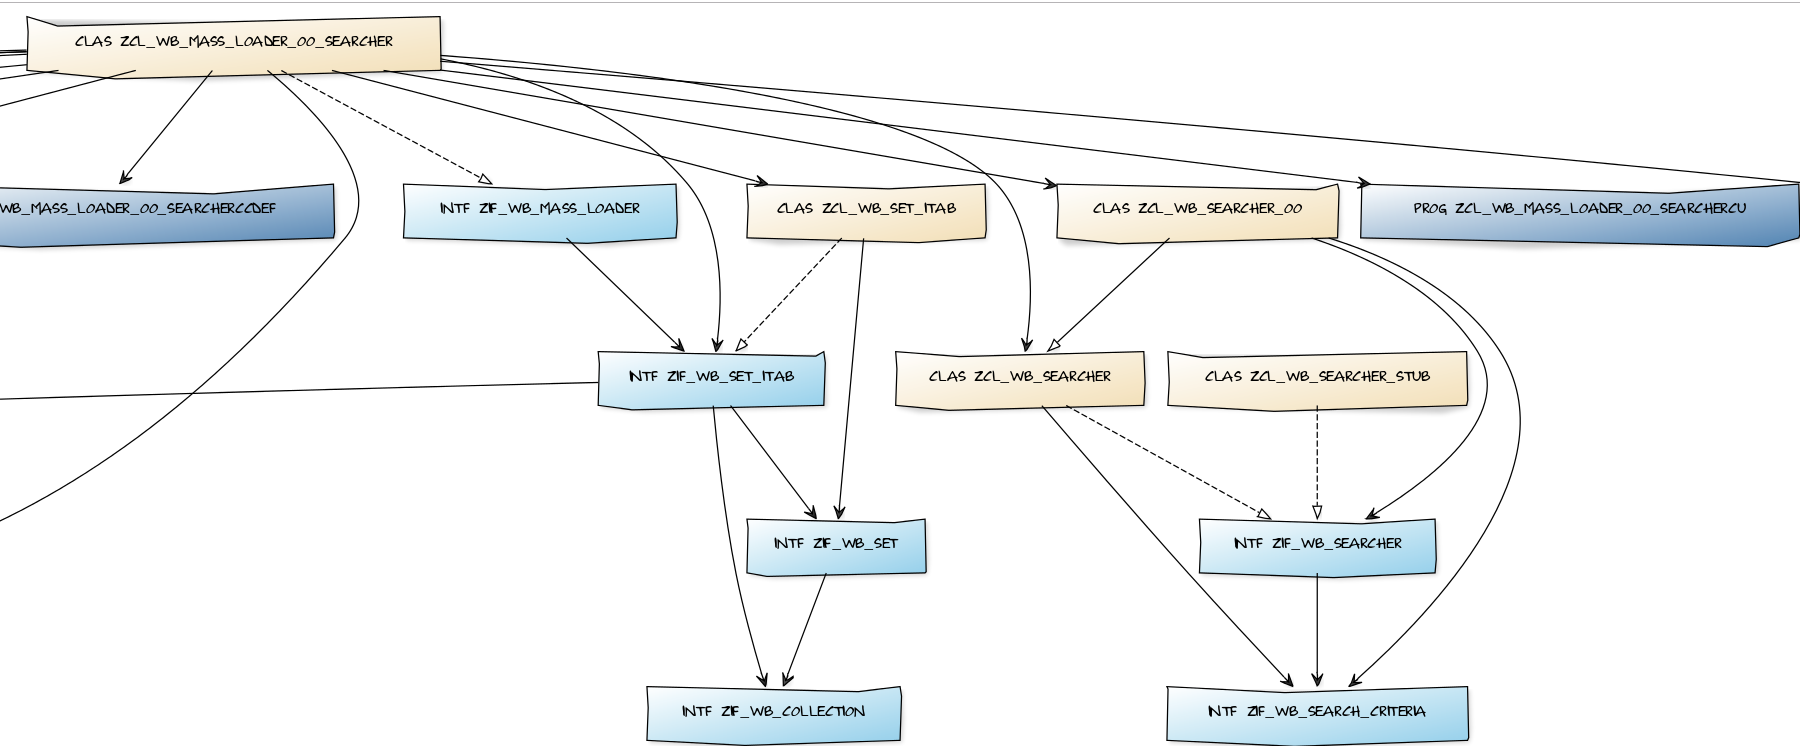 CLAS ZCL_WB_MASS_LOADER_OO_SEARCHER
WB_MASS_LOADER_OO_SEARCHERCCDEF
INTF ZIF_WB_MASS_LOADER
CLAS ZCL_WB_SET_ITAB
CLAS ZCL_WB_SEARCHER_OO
PROG ZCL_WB_MASS_LOADER_OO_SEARCHERCU
INTF ZIF_WB_SET_ITAB
CLAS ZCL_WB_SEARCHER
CLAS ZCL_WB_SEARCHER_STUB
INTF ZIF_WB_SET
INTF ZIF_WB_SEARCHER
INTF ZIF_WB_COLLECTION
INTF ZIF_WB_SEARCH_CRITERIA